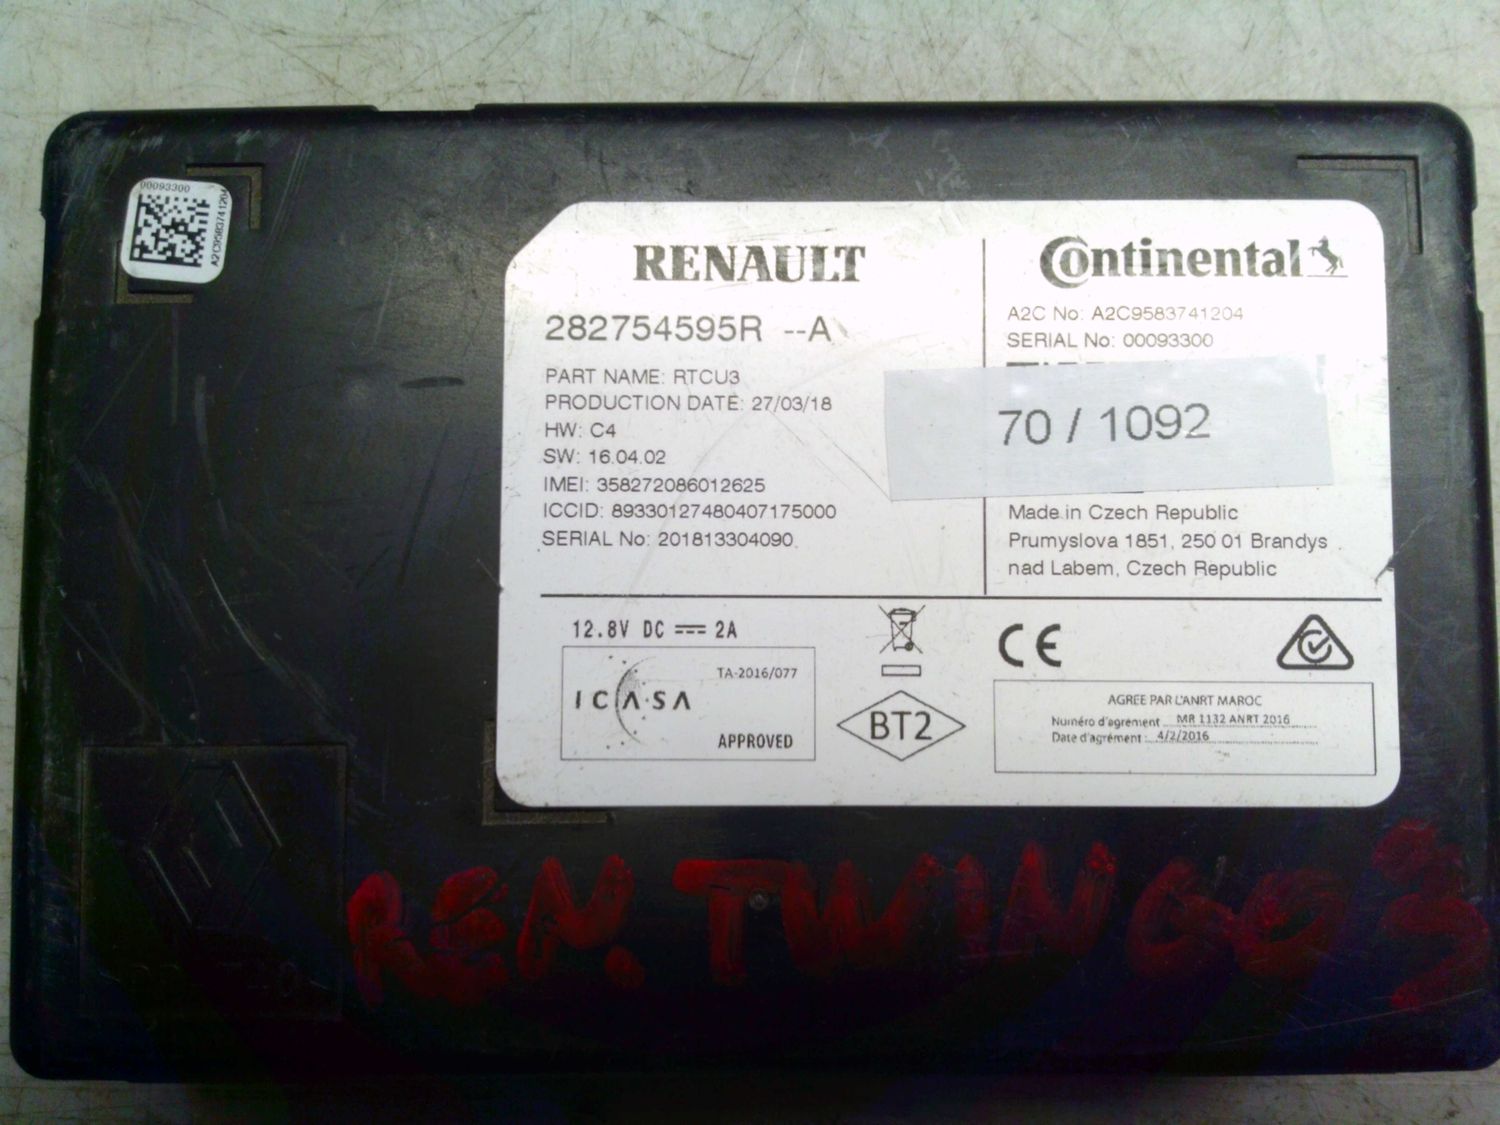 00093300
A2C9583741204
RENAULT
282754595R --A
PART NAME: RTCU3
PRODUCTION DATE: 27/03/18
HW: C4
SW: 16.04.02
IMEI: 358272086012625
ICCID: 89330127480407175000
SERIAL No: 201813304090
Continental
A2C No: A2C9583741204
SERIAL No: 00093300
70 / 1092
Made in Czech Republic
Prumyslova 1851, 250 01 Brandys
nad Labem, Czech Republic
12.8V DC 2A
TA-2016/077
ICASA
APPROVED
BT2
CE
AGREE PAR L'ANRT MAROC
Numéro d'agrement MR 1132 ANRT 2016
Date d'agrément: 4/2/2016
REN. TWINGO 3